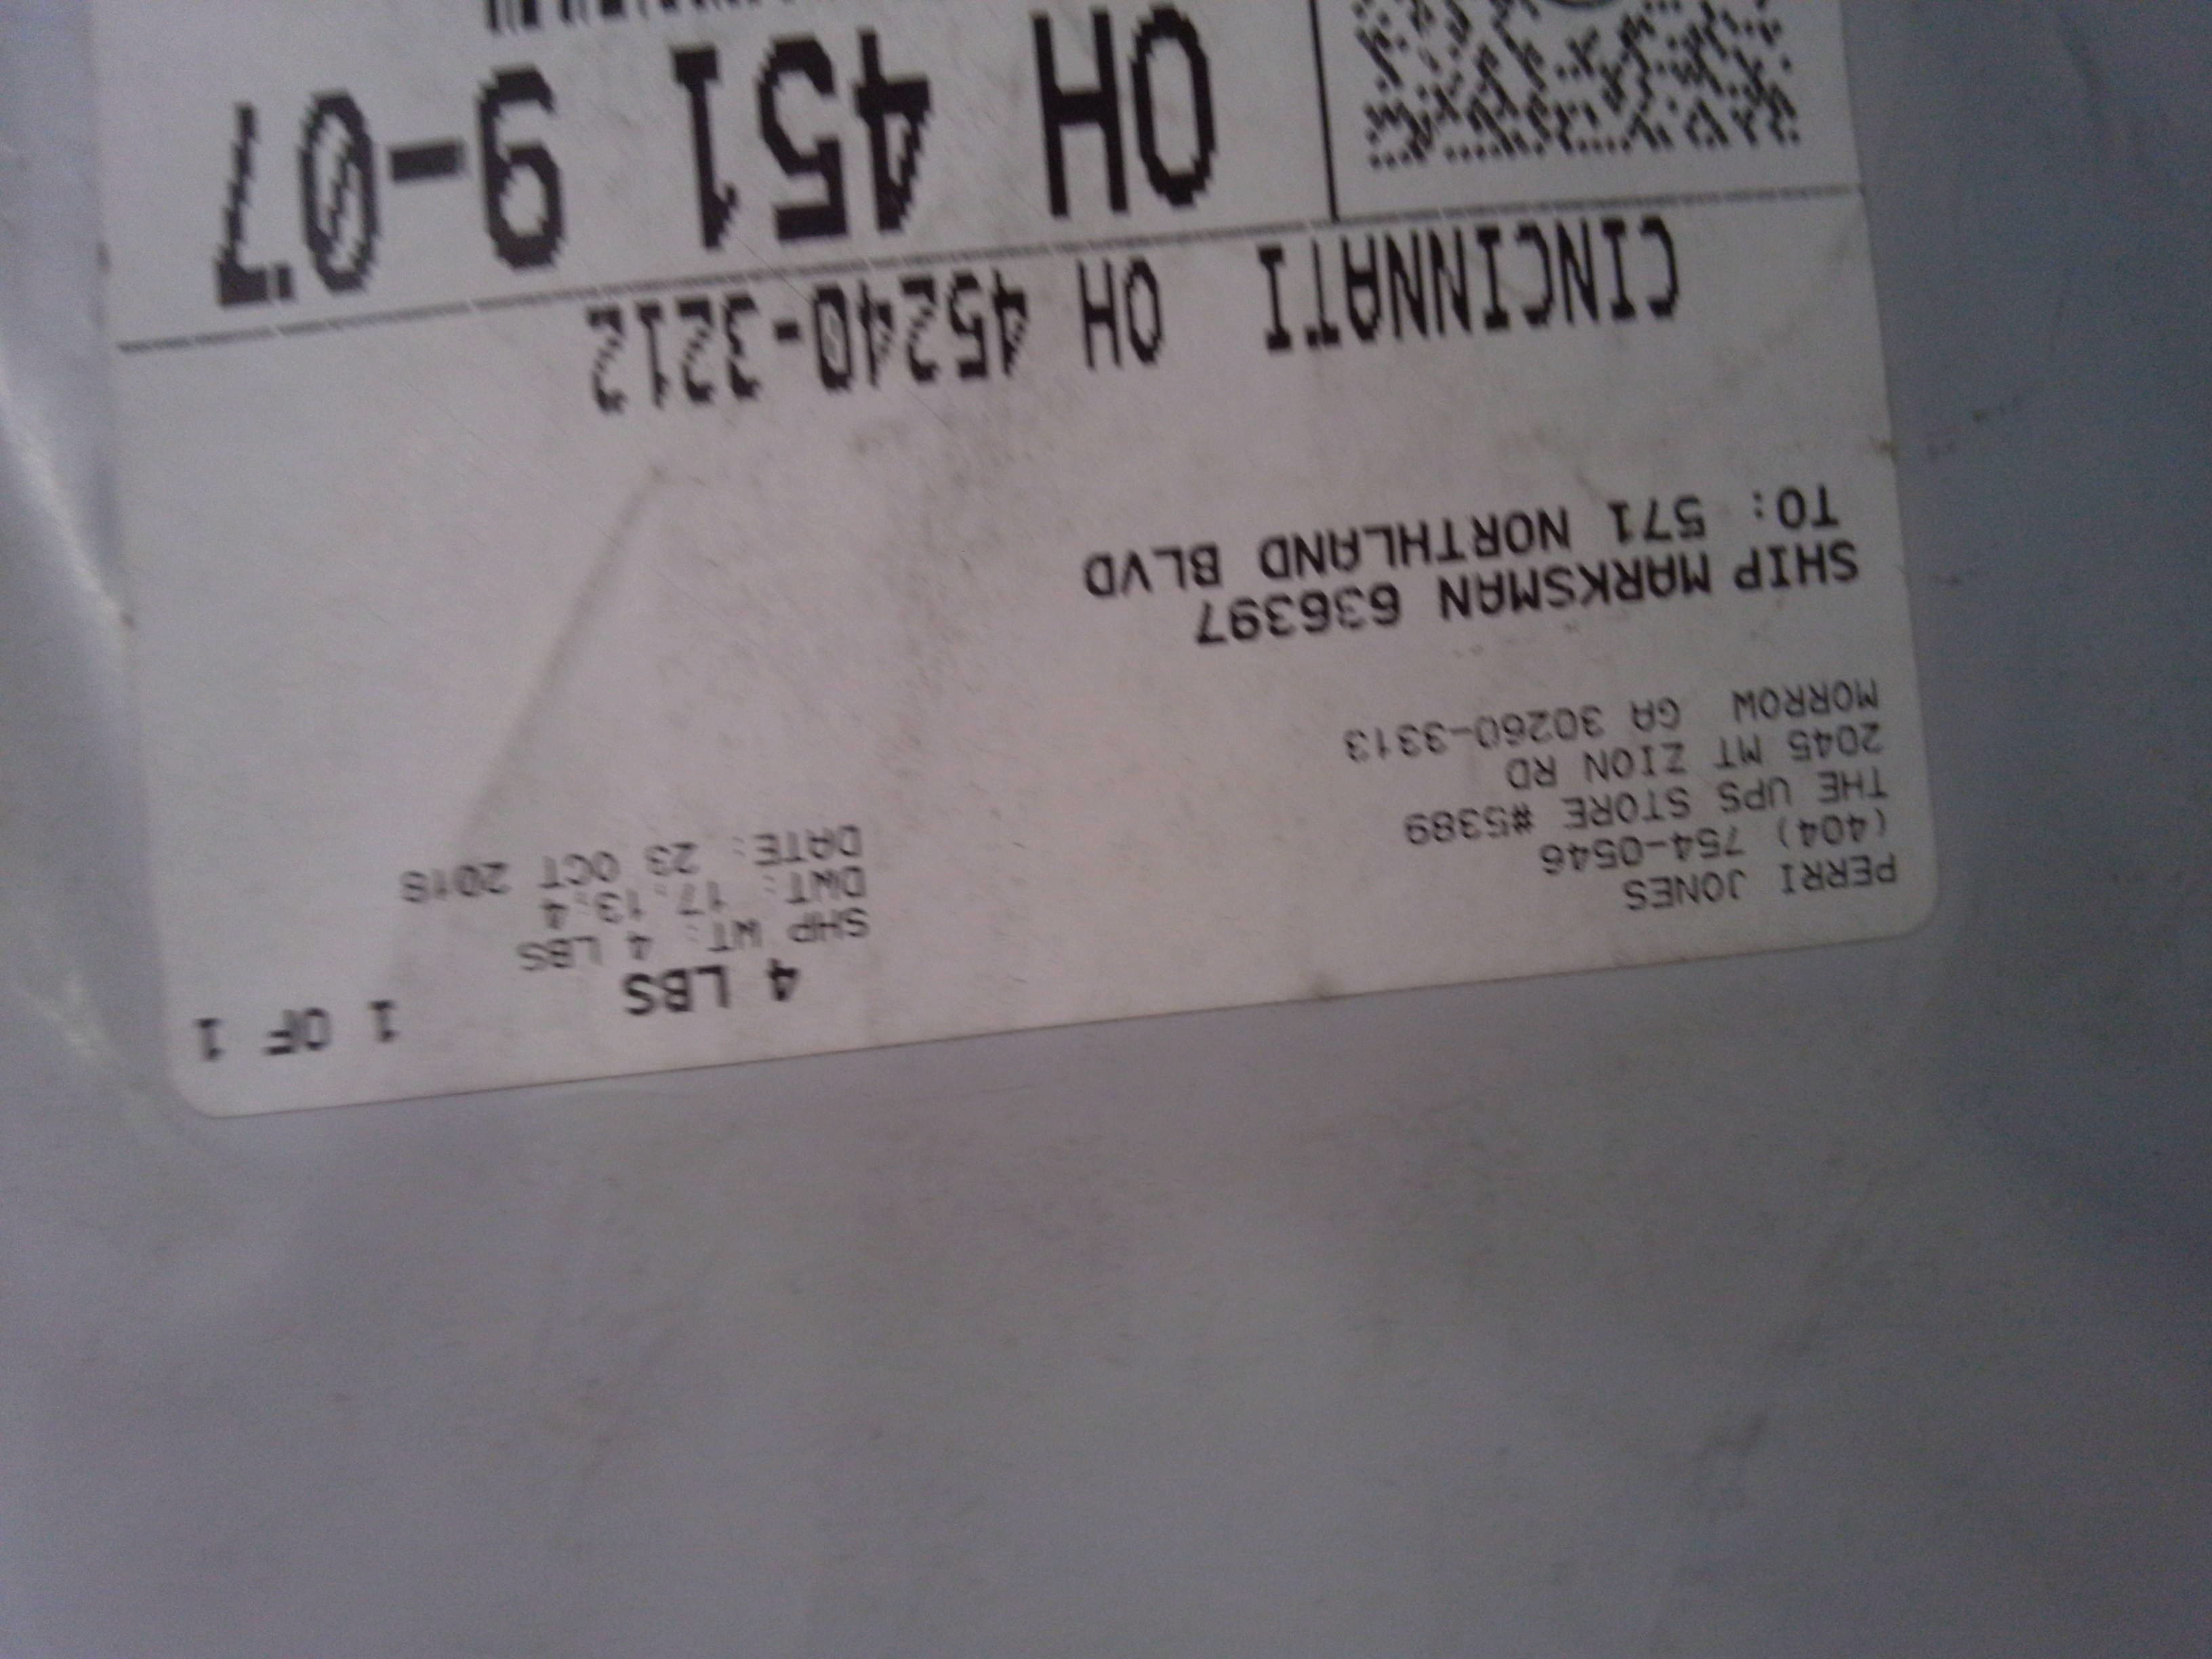 PERRI JONES
(404) 754-0546
THE UPS STORE #5389
2045 MT ZION RD
MORROW GA 30260-3313
4 LBS
1 OF 1
SHP WT: 4 LBS
DWT: 17,13,4
DATE: 23 OCT 2018
SHIP MARKSMAN 636397
TO: 571 NORTHLAND BLVD
CINCINNATI OH 45240-3212
OH 451 9-07